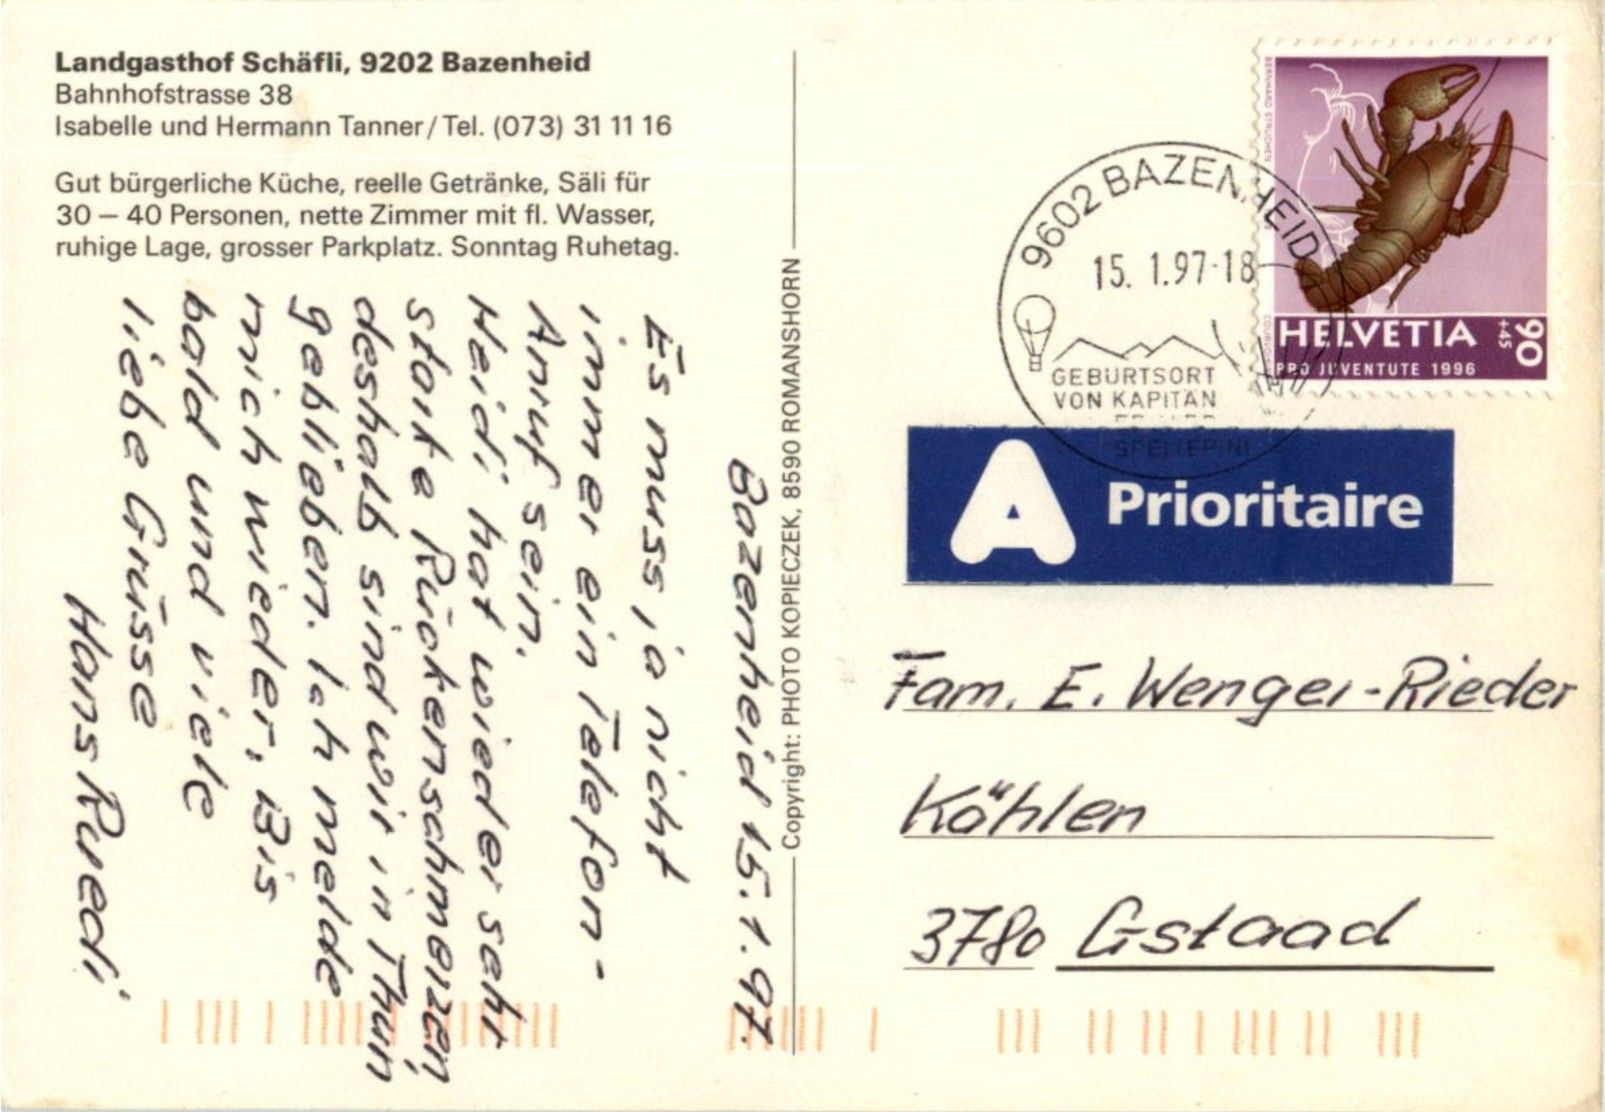 Landgasthof Schäfli, 9202 Bazenheid
Bahnhofstrasse 38
Isabelle und Hermann Tanner / Tel. (073) 31 11 16
Gut bürgerliche Küche, reelle Getränke, Säli für
30 – 40 Personen, nette Zimmer mit fl. Wasser,
ruhige Lage, grosser Parkplatz. Sonntag Ruhetag.
Bazenheid 15.1.97.
Es muss ja nicht
immer ein Telefon-
Anruf sein.
Heidi hat wieder seht
starke Rückenschmerzen,
deshalb sind wir in Thun
geblieben. Ich melde
mich wieder. Bis
bald und viele
liebe Grüsse
Hans Ruedi
Copyright: PHOTO KOPIECZEK, 8590 ROMANSHORN
9602 BAZENHEID
15. 1.97-18
GEBURTSORT
VON KAPITÄN
SPELTERINI
BERNARD STRUCHEN
COURVOISIER
HELVETIA
90
+45
PRO JUVENTUTE 1996
A Prioritaire
Fam. E. Wenger-Rieder
Köhlen
3780 Gstaad